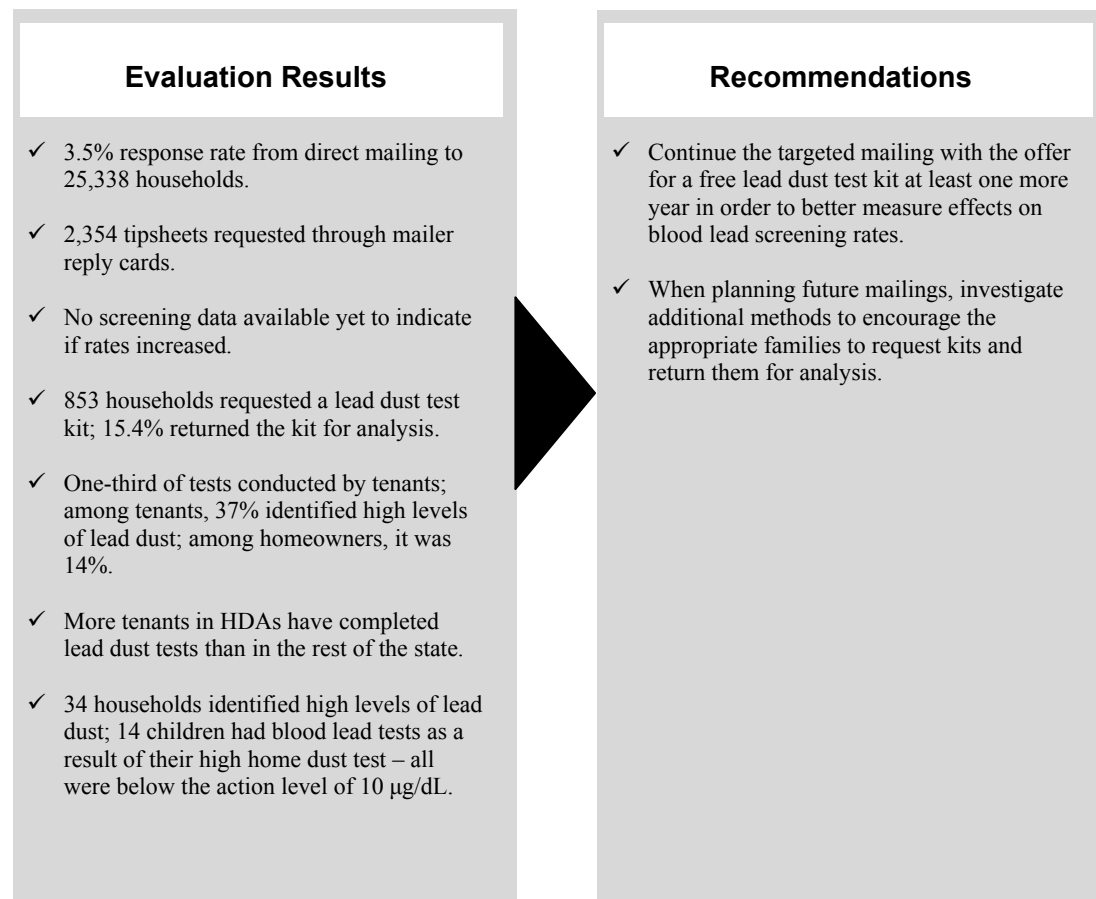 Evaluation Results
✓ 3.5% response rate from direct mailing to
25,338 households.
✓ 2,354 tipsheets requested through mailer
reply cards.
✓ No screening data available yet to indicate
if rates increased.
✓ 853 households requested a lead dust test
kit; 15.4% returned the kit for analysis.
✓ One-third of tests conducted by tenants;
among tenants, 37% identified high levels
of lead dust; among homeowners, it was
14%.
✓ More tenants in HDAs have completed
lead dust tests than in the rest of the state.
✓ 34 households identified high levels of lead
dust; 14 children had blood lead tests as a
result of their high home dust test – all
were below the action level of 10 μg/dL.
Recommendations
✓ Continue the targeted mailing with the offer
for a free lead dust test kit at least one more
year in order to better measure effects on
blood lead screening rates.
✓ When planning future mailings, investigate
additional methods to encourage the
appropriate families to request kits and
return them for analysis.